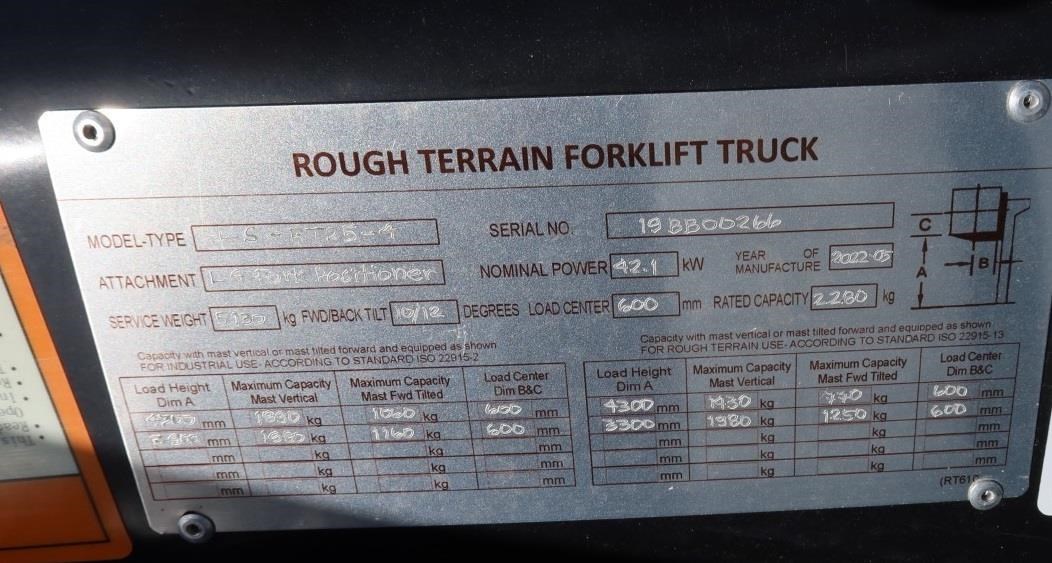 ROUGH TERRAIN FORKLIFT TRUCK
MODEL-TYPE SERIAL NO. 19BB00266
ATTACHMENT Positioner NOMINAL POWER 42.1 kW YEAR OF MANUFACTURE 2022-05
SERVICE WEIGHT kg FWD/BACK TILT 10/12 DEGREES LOAD CENTER 600 mm RATED CAPACITY 2280 kg
C
A
B
Capacity with mast vertical or mast tilted forward and equipped as shown
FOR INDUSTRIAL USE- ACCORDING TO STANDARD ISO 22915-2
Load Height Dim A Maximum Capacity Mast Vertical Maximum Capacity Mast Fwd Tilted Load Center Dim B&C
mm kg 1060 kg 600 mm
mm kg 1160 kg 600 mm
mm kg kg mm
mm kg kg mm
mm kg kg mm
Capacity with mast vertical or mast tilted forward and equipped as shown
FOR ROUGH TERRAIN USE- ACCORDING TO STANDARD ISO 22915-13
Load Height Dim A Maximum Capacity Mast Vertical Maximum Capacity Mast Fwd Tilted Load Center Dim B&C
4300 mm 1930 kg 770 kg 600 mm
3300 mm 1980 kg 1250 kg 600 mm
mm kg kg mm
mm kg kg mm
mm kg kg mm